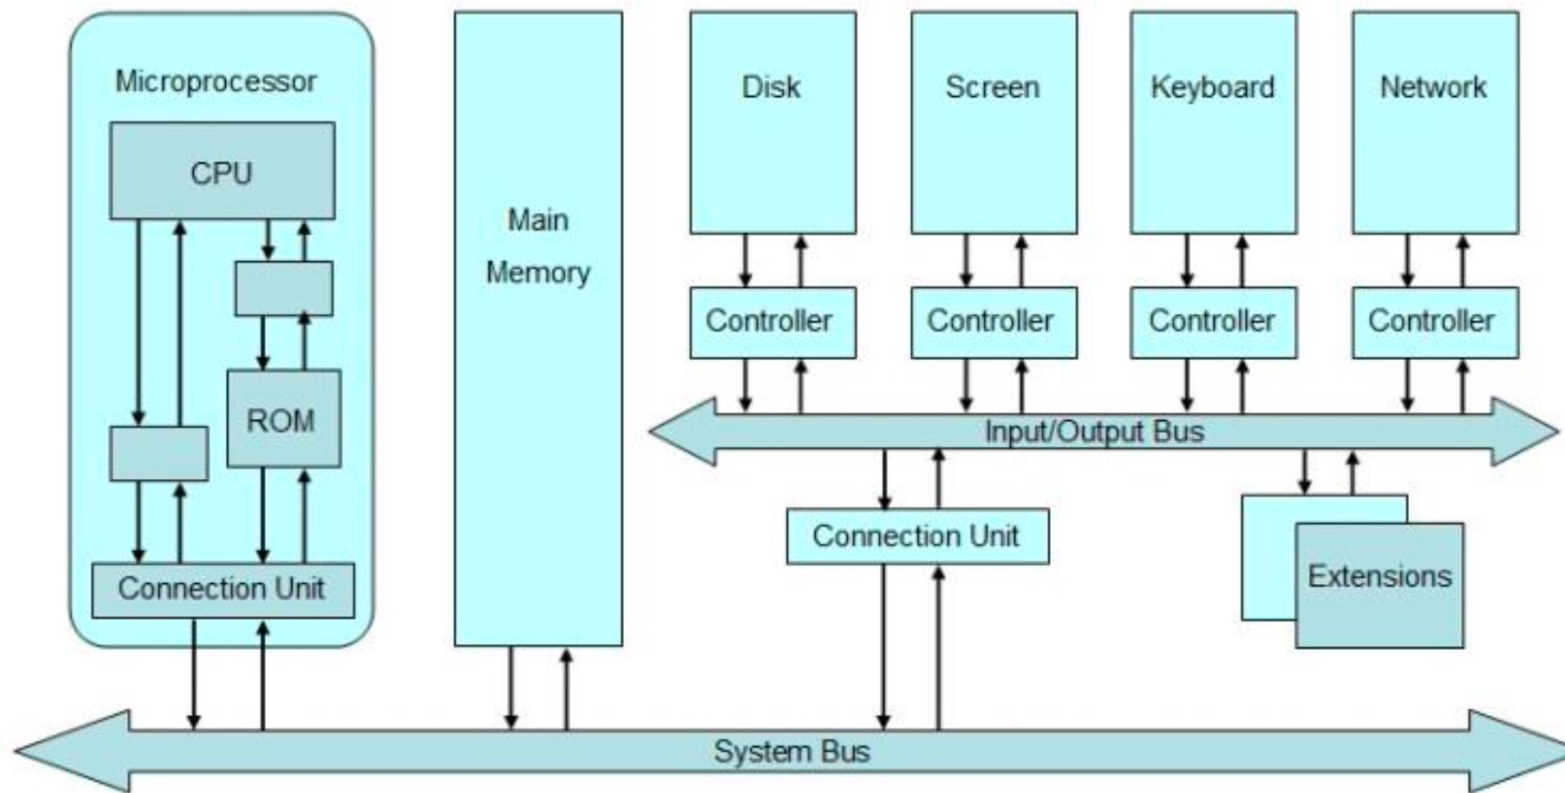 Microprocessor
CPU
ROM
Connection Unit
Main
Memory
Disk
Screen
Keyboard
Network
Controller
Controller
Controller
Controller
Input/Output Bus
Connection Unit
Extensions
System Bus